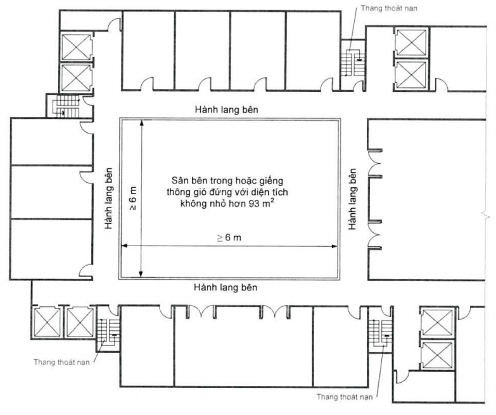 Thang thoát nạn
Hành lang bên
Hành lang bên
≥ 6 m
Sân bên trong hoặc giếng
thông gió đứng với diện tích
không nhỏ hơn 93 m²
Hành lang bên
≥ 6 m
Hành lang bên
Thang thoát nạn
Thang thoát nạn